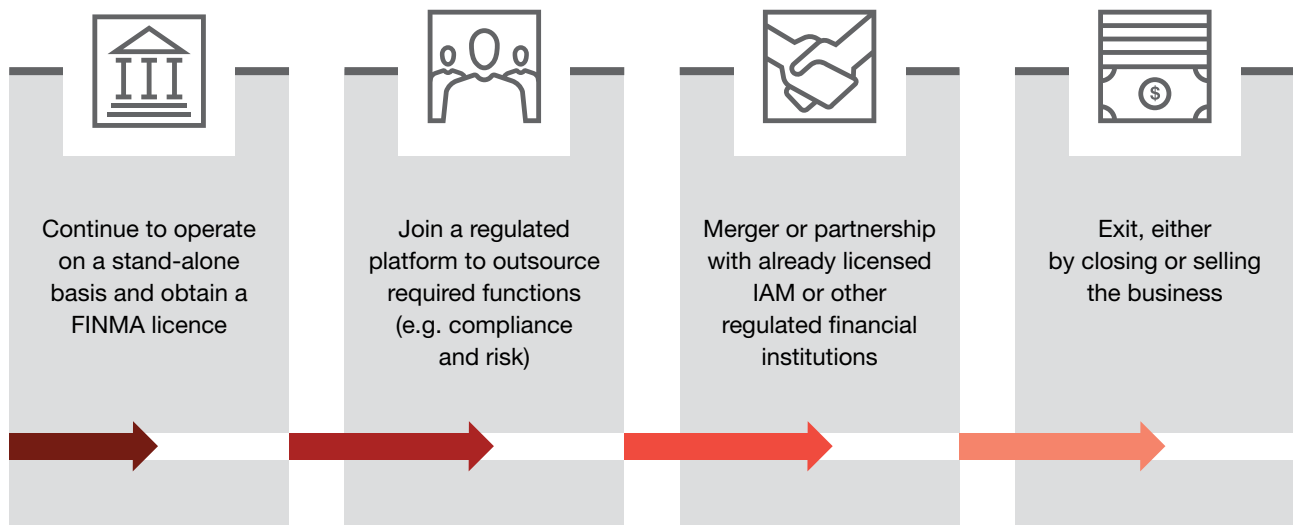 Continue to operate
on a stand-alone
basis and obtain a
FINMA licence
Join a regulated
platform to outsource
required functions
(e.g. compliance
and risk)
Merger or partnership
with already licensed
IAM or other
regulated financial
institutions
$
Exit, either
by closing or selling
the business